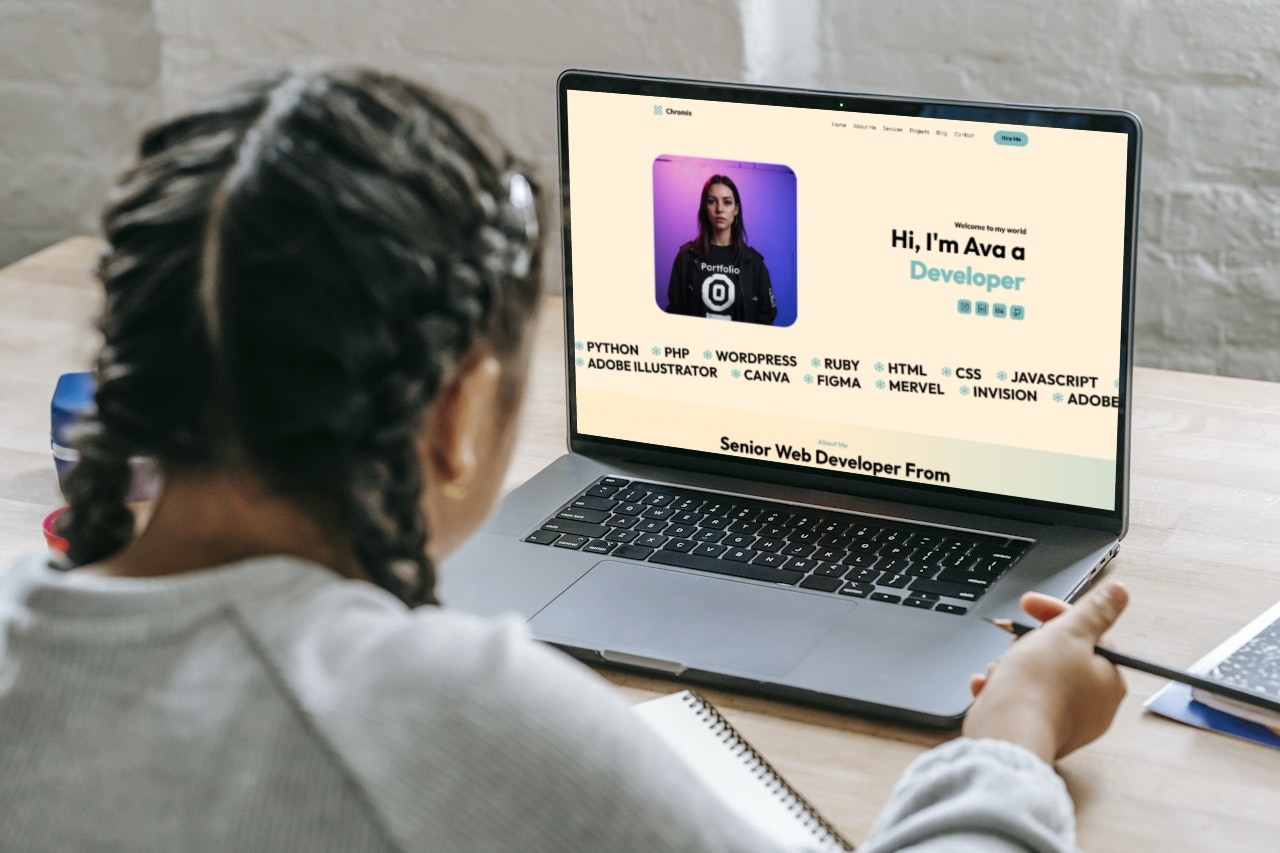 Chromix
Home About Me Services Projects Blog Contact Hire Me
Portfolio
Welcome to my world
Hi, I'm Ava a
Developer
PYTHON PHP WORDPRESS RUBY HTML CSS JAVASCRIPT
ADOBE ILLUSTRATOR CANVA FIGMA MERVEL INVISION ADOBE
About Me
Senior Web Developer From